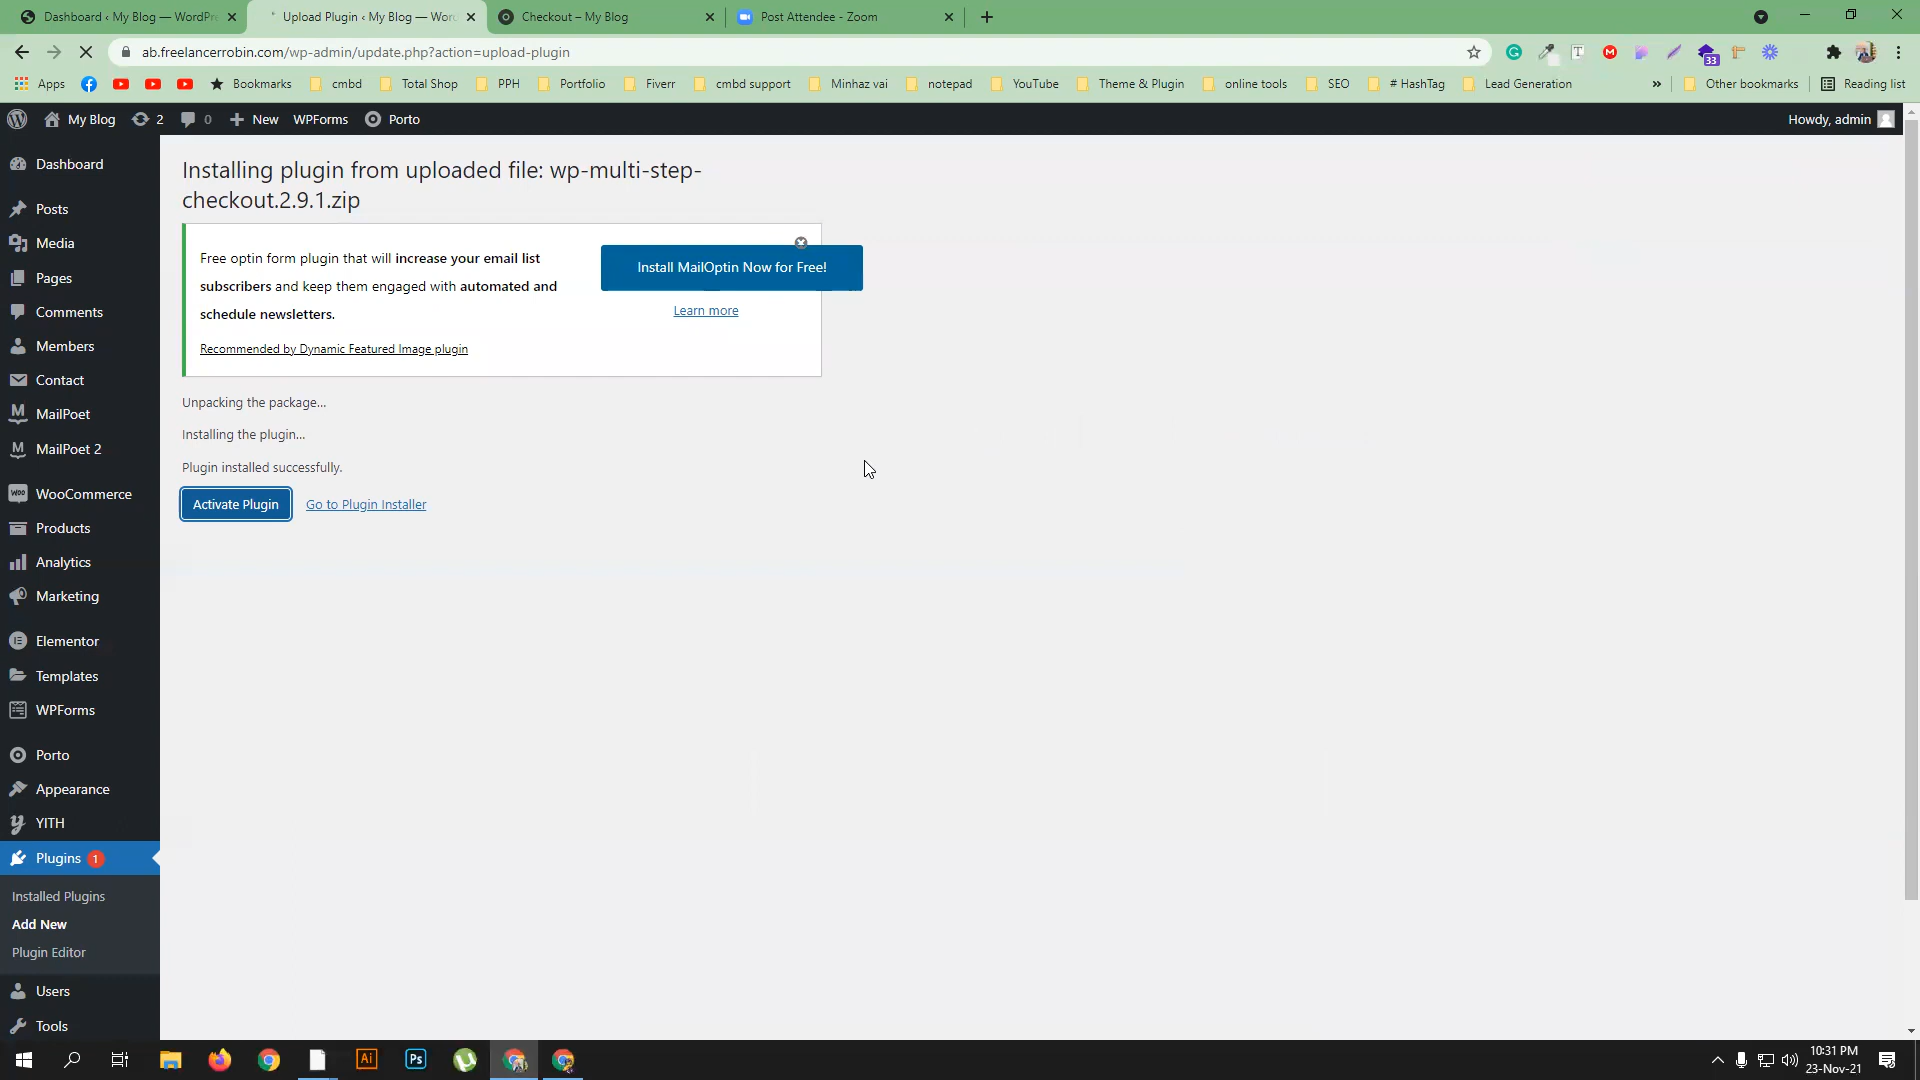 Dashboard ‹ My Blog — WordPre
Upload Plugin ‹ My Blog — Word
Checkout – My Blog
Post Attendee - Zoom
ab.freelancerrobin.com/wp-admin/update.php?action=upload-plugin
33
Apps
Bookmarks
cmbd
Total Shop
PPH
Portfolio
Fiverr
cmbd support
Minhaz vai
notepad
YouTube
Theme & Plugin
online tools
SEO
# HashTag
Lead Generation
»
Other bookmarks
Reading list
My Blog
2
0
New
WPForms
Porto
Howdy, admin
Dashboard
Posts
Media
Pages
Comments
Members
Contact
MailPoet
MailPoet 2
WooCommerce
Products
Analytics
Marketing
Elementor
Templates
WPForms
Porto
Appearance
YITH
Plugins 1
Installed Plugins
Add New
Plugin Editor
Users
Tools
Installing plugin from uploaded file: wp-multi-step-
checkout.2.9.1.zip
Free optin form plugin that will increase your email list
subscribers and keep them engaged with automated and
schedule newsletters.
Recommended by Dynamic Featured Image plugin
Install MailOptin Now for Free!
Learn more
Unpacking the package…
Installing the plugin…
Plugin installed successfully.
Activate Plugin
Go to Plugin Installer
Ai
Ps
10:31 PM
23-Nov-21